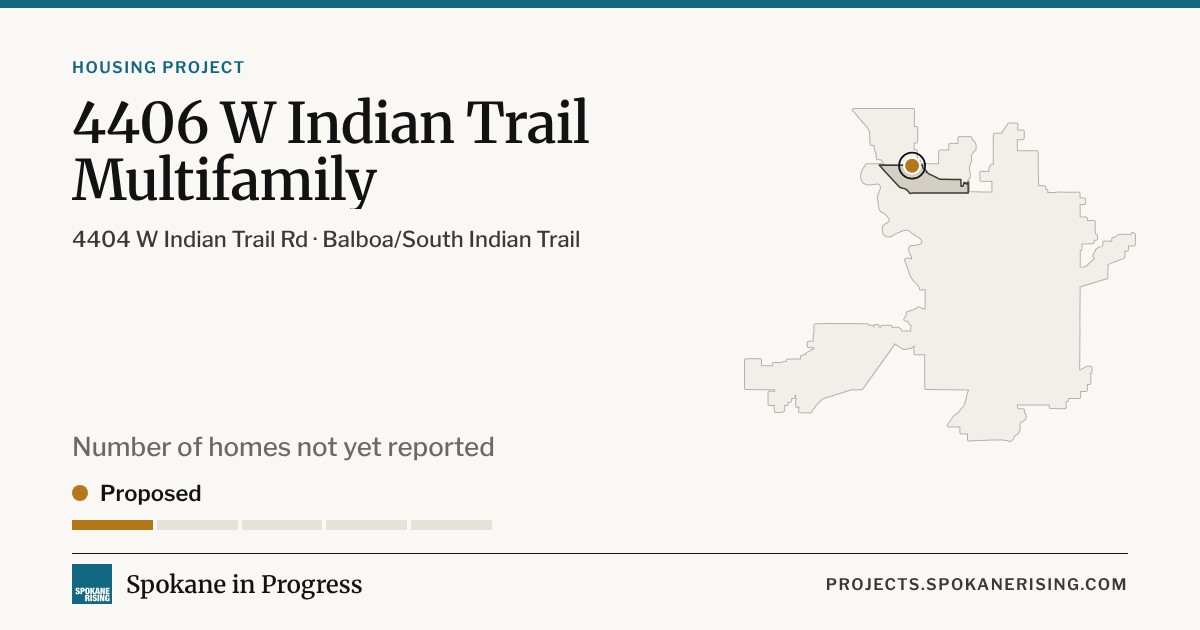 HOUSING PROJECT
4406 W Indian Trail
Multifamily
4404 W Indian Trail Rd · Balboa/South Indian Trail
Number of homes not yet reported
Proposed
SPOKANE
RISING
Spokane in Progress
PROJECTS.SPOKANERISING.COM